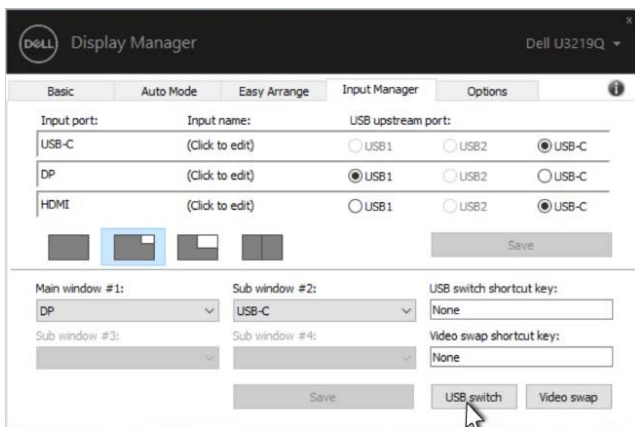 DELL Display Manager Dell U3219Q
Basic Auto Mode Easy Arrange Input Manager Options
Input port: Input name: USB upstream port:
USB-C (Click to edit) USB1 USB2 USB-C
DP (Click to edit) USB1 USB2 USB-C
HDMI (Click to edit) USB1 USB2 USB-C
Save
Main window #1: Sub window #2: USB switch shortcut key:
DP USB-C None
Sub window #3: Sub window #4: Video swap shortcut key:
None
Save USB switch Video swap